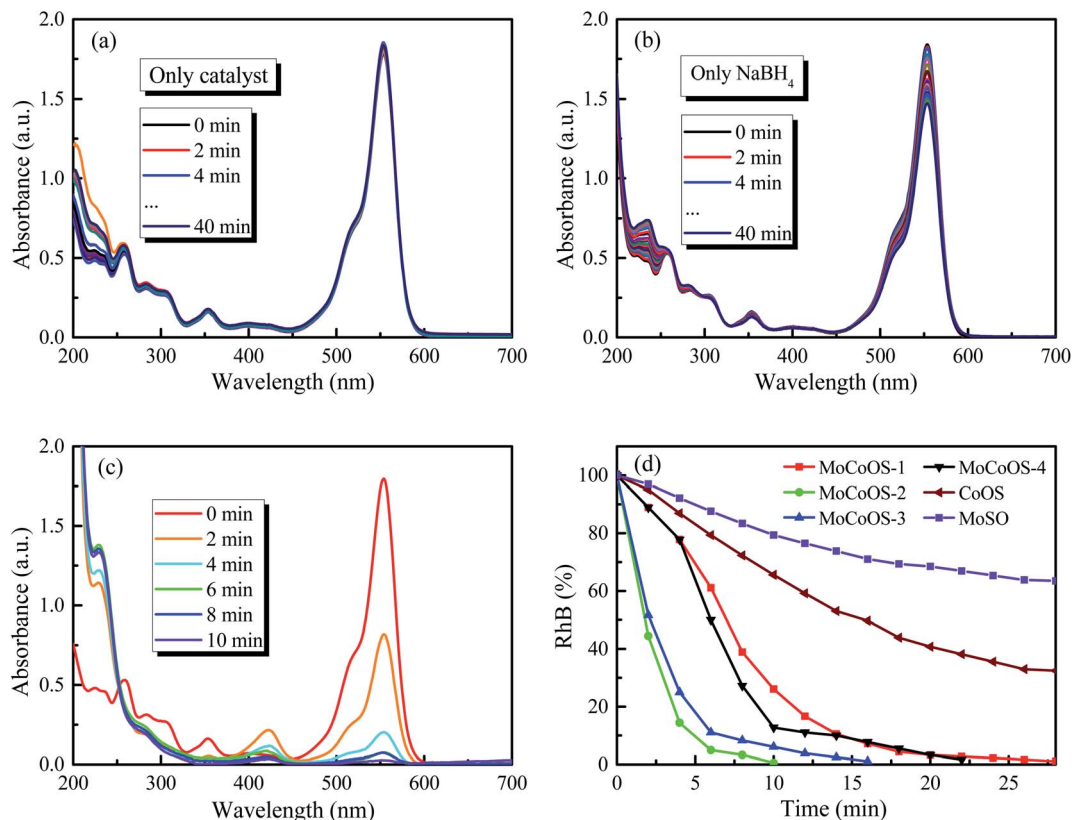 (a)
Only catalyst
0 min
2 min
4 min
...
40 min
Absorbance (a.u.)
2.0
1.5
1.0
0.5
0.0
200 300 400 500 600 700
Wavelength (nm)
(b)
Only NaBH₄
0 min
2 min
4 min
...
40 min
Absorbance (a.u.)
2.0
1.5
1.0
0.5
0.0
200 300 400 500 600 700
Wavelength (nm)
(c)
0 min
2 min
4 min
6 min
8 min
10 min
Absorbance (a.u.)
2.0
1.5
1.0
0.5
0.0
200 300 400 500 600 700
Wavelength (nm)
(d)
MoCoOS-1 MoCoOS-4
MoCoOS-2 CoOS
MoCoOS-3 MoSO
RhB (%)
100
80
60
40
20
0
0 5 10 15 20 25
Time (min)